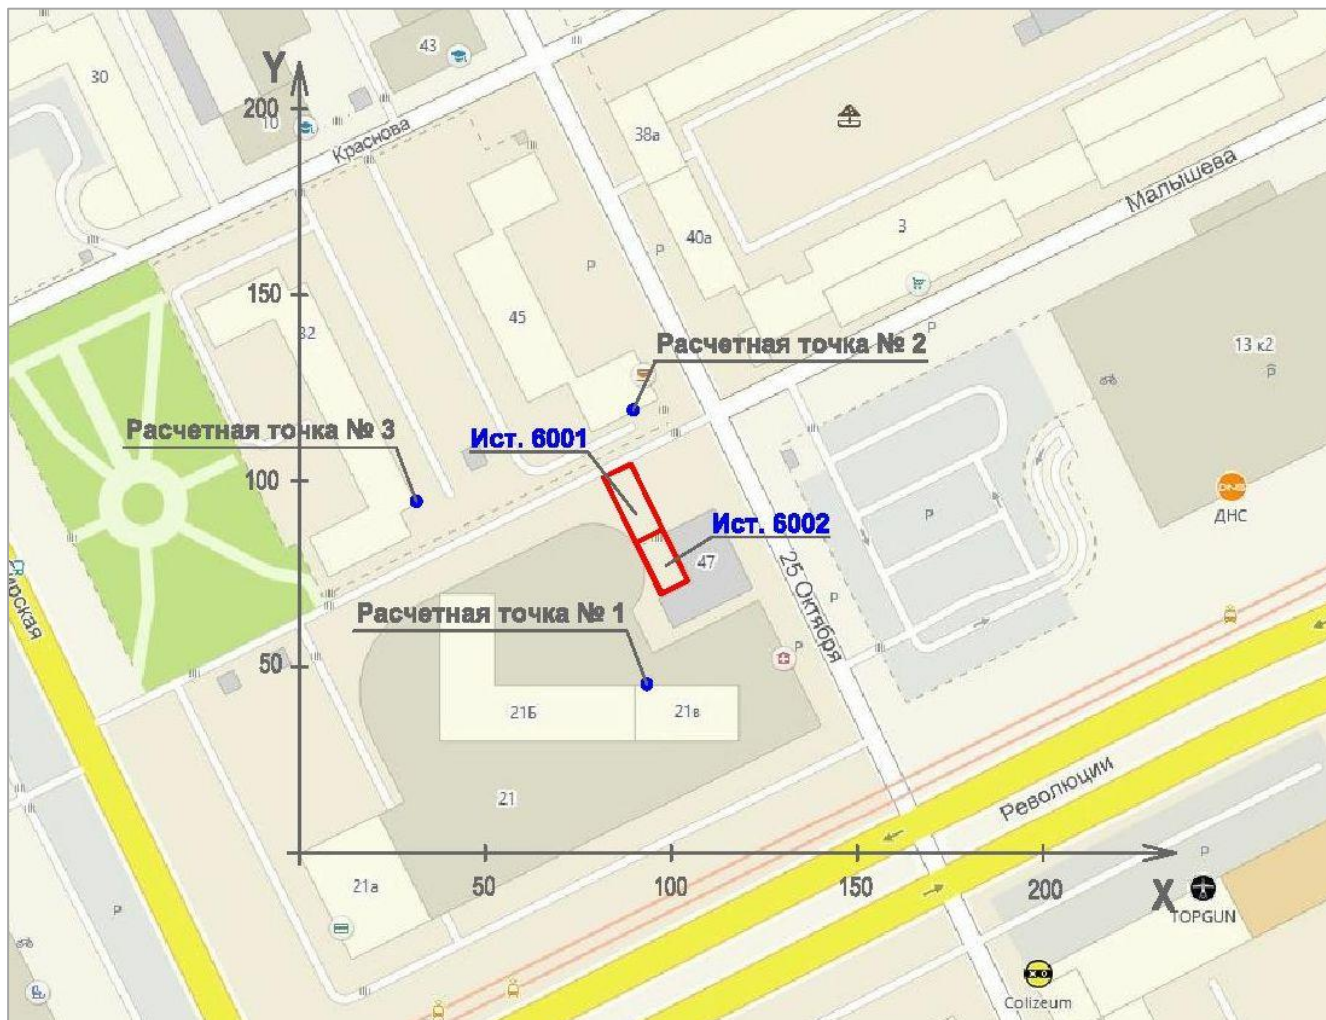 43
30
Y
200
10
Краснова
38а
Малышева
3
40а
150
32
45
Расчетная точка № 2
13 к2
P
P
P
P
Расчетная точка № 3
Ист. 6001
100
ДНС
Ист. 6002
P
47
25 Октября
P
Расчетная точка № 1
P
50
21Б
21в
21
Революции
21а
50
100
150
200
X
P
TOPGUN
P
Colizeum